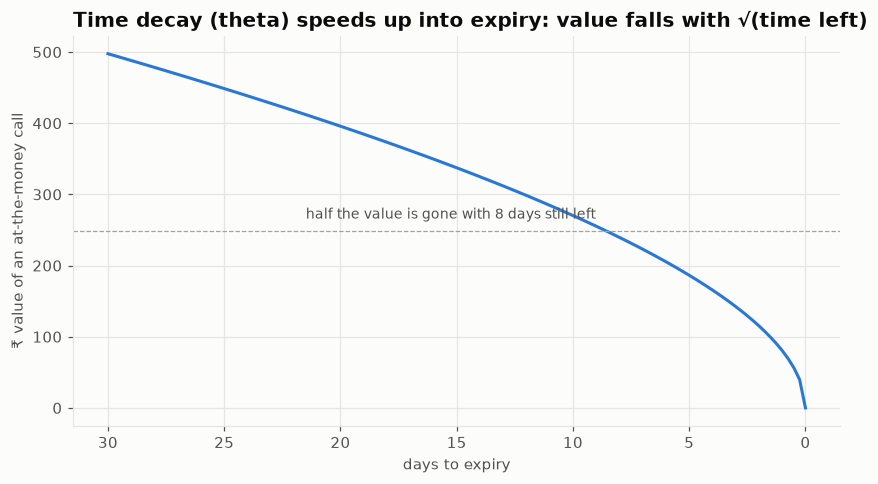 Time decay (theta) speeds up into expiry: value falls with √(time left)
₹ value of an at-the-money call
500
400
300
200
100
0
half the value is gone with 8 days still left
30 25 20 15 10 5 0
days to expiry